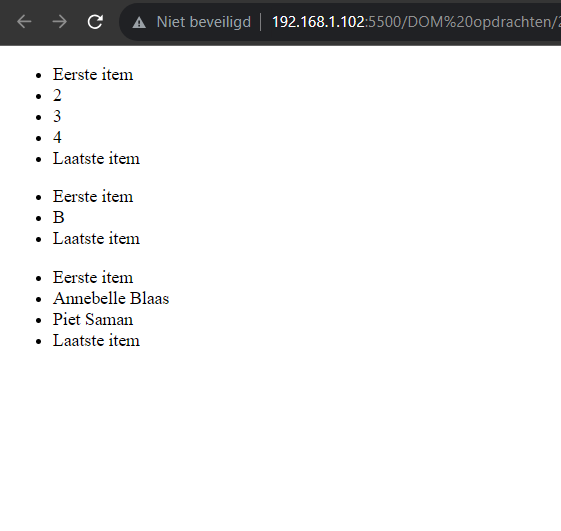 Niet beveiligd 192.168.1.102:5500/DOM%20opdrachten/2
Eerste item
2
3
4
Laatste item
Eerste item
B
Laatste item
Eerste item
Annebelle Blaas
Piet Saman
Laatste item